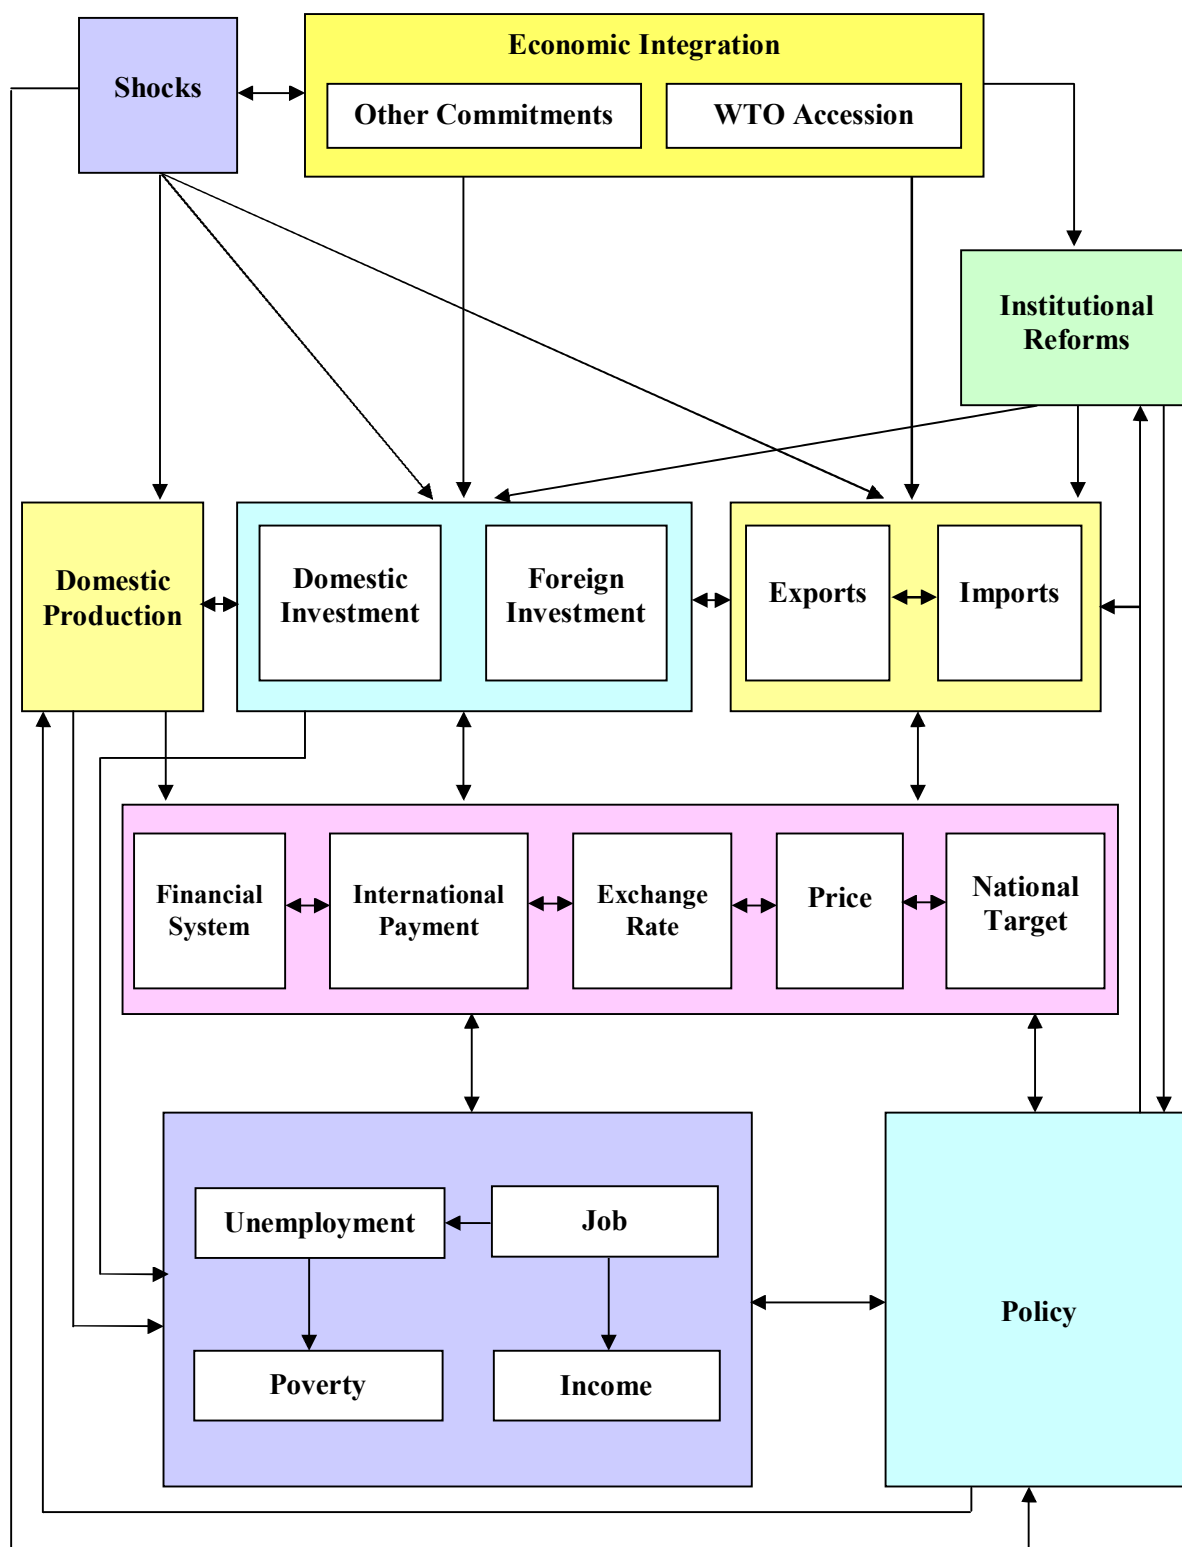 Economic Integration
Shocks
Other Commitments
WTO Accession
Institutional
Reforms
Domestic
Production
Domestic
Investment
Foreign
Investment
Exports
Imports
Financial
System
International
Payment
Exchange
Rate
Price
National
Target
Unemployment
Job
Policy
Poverty
Income